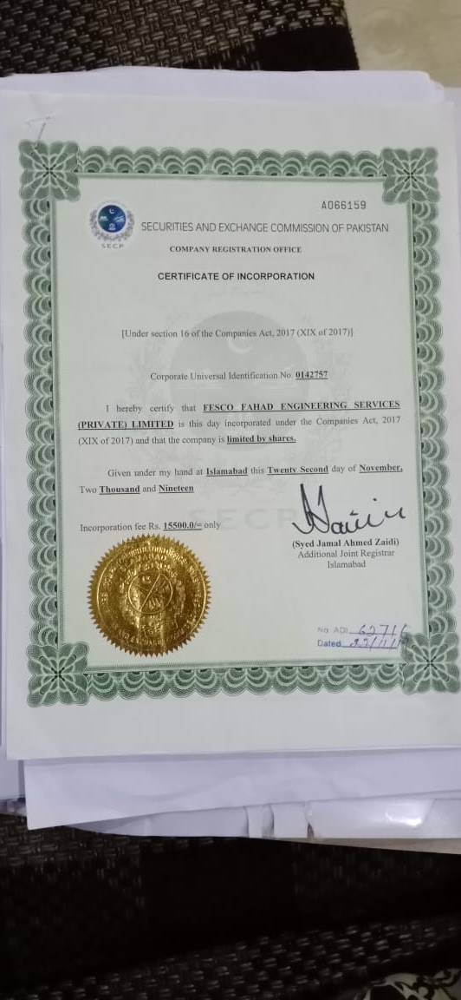 A066159
SECP
SECURITIES AND EXCHANGE COMMISSION OF PAKISTAN
COMPANY REGISTRATION OFFICE
CERTIFICATE OF INCORPORATION
[Under section 16 of the Companies Act, 2017 (XIX of 2017)]
Corporate Universal Identification No. 0142757
I hereby certify that FESCO FAHAD ENGINEERING SERVICES
(PRIVATE) LIMITED is this day incorporated under the Companies Act, 2017
(XIX of 2017) and that the company is limited by shares.
Given under my hand at Islamabad this Twenty Second day of November,
Two Thousand and Nineteen
SECP
Incorporation fee Rs. 15500.0/= only
(Syed Jamal Ahmed Zaidi)
Additional Joint Registrar
Islamabad
No. ADI
Dated 22/11/